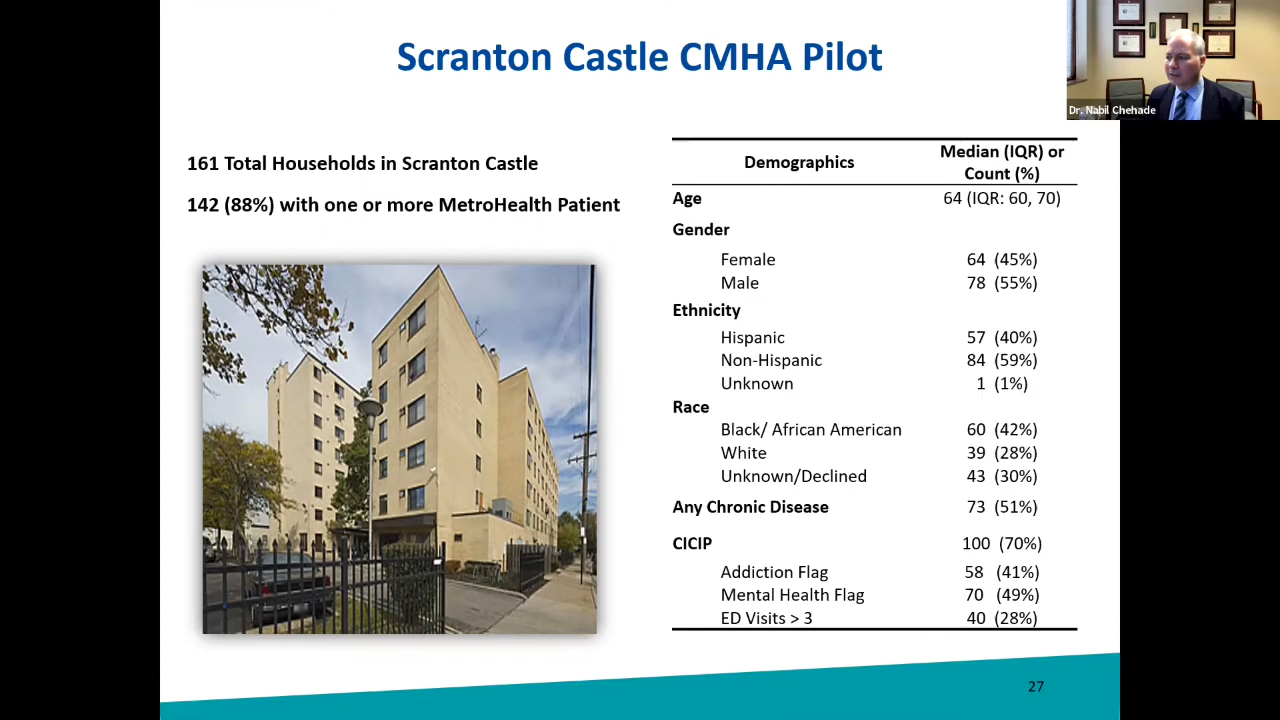 Scranton Castle CMHA Pilot
Dr. Nabil Chehade
161 Total Households in Scranton Castle
142 (88%) with one or more MetroHealth Patient
Demographics Median (IQR) or
Count (%)
Age 64 (IQR: 60, 70)
Gender
Female 64 (45%)
Male 78 (55%)
Ethnicity
Hispanic 57 (40%)
Non-Hispanic 84 (59%)
Unknown 1 (1%)
Race
Black/ African American 60 (42%)
White 39 (28%)
Unknown/Declined 43 (30%)
Any Chronic Disease 73 (51%)
CICIP 100 (70%)
Addiction Flag 58 (41%)
Mental Health Flag 70 (49%)
ED Visits > 3 40 (28%)
27